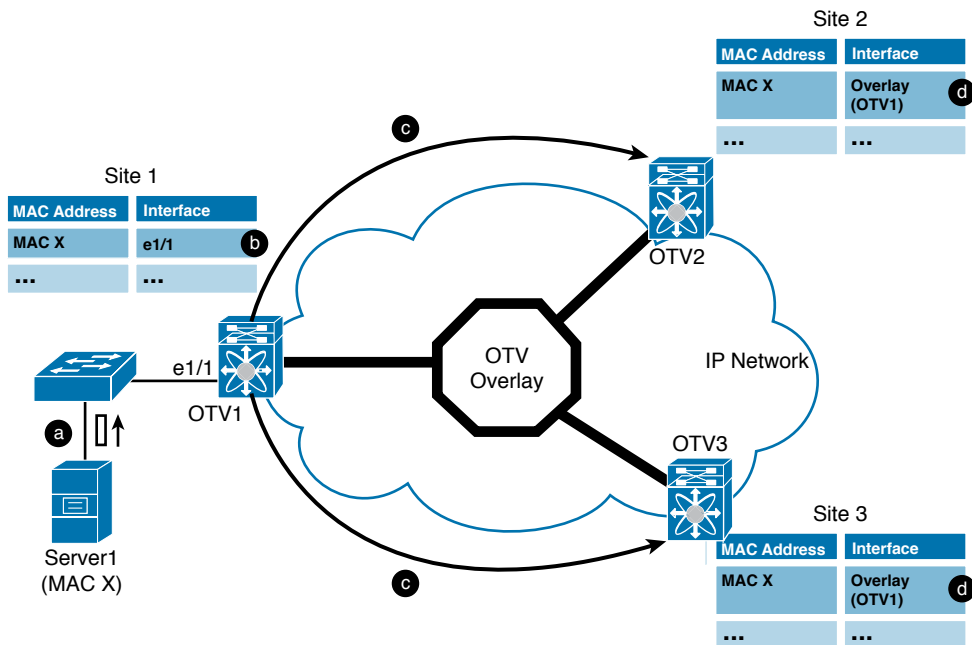 Site 2
MAC Address Interface
MAC X Overlay (OTV1) d
... ...
c
Site 1
MAC Address Interface
MAC X e1/1 b
... ...
OTV2
OTV
Overlay
IP Network
e1/1
OTV1
a
OTV3
Server1
(MAC X)
c
Site 3
MAC Address Interface
MAC X Overlay (OTV1) d
... ...